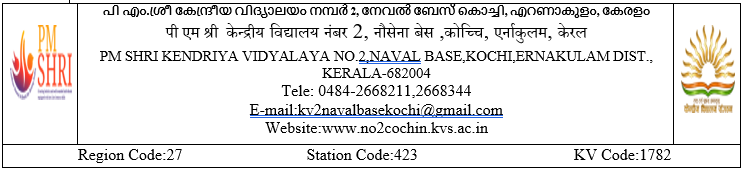 പി എം.ശ്രീ കേന്ദ്രീയ വിദ്യാലയം നമ്പർ 2, നേവൽ ബേസ് കൊച്ചി, എറണാകുളം, കേരളം
पी एम श्री केन्द्रीय विद्यालय नंबर 2, नौसेना बेस ,कोच्चि, एर्नाकुलम, केरल
PM SHRI KENDRIYA VIDYALAYA NO.2,NAVAL BASE,KOCHI,ERNAKULAM DIST.,
KERALA-682004
Tele: 0484-2668211,2668344
E-mail:kv2navalbasekochi@gmail.com
Website:www.no2cochin.kvs.ac.in
PM
SHRI
केन्द्रीय विद्यालय संगठन
Region Code:27 Station Code:423 KV Code:1782